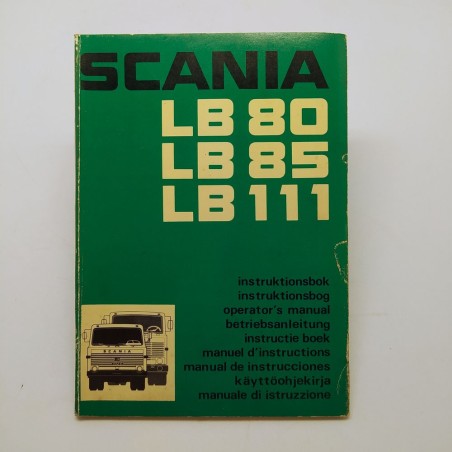 SCANIA
LB 80
LB 85
LB 111
instruktionsbok
instruktionsbog
operator's manual
betriebsanleitung
instructie boek
manuel d'instructions
manual de instrucciones
käyttöohjekirja
manuale di istruzzione
SCANIA